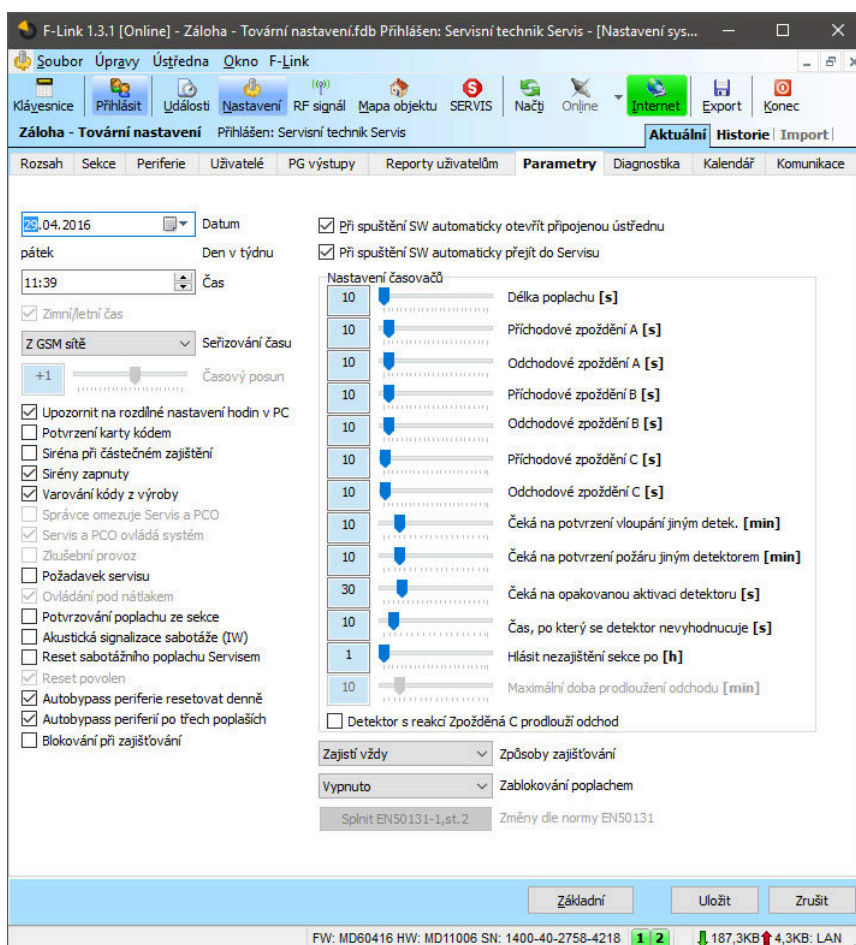 F-Link 1.3.1 [Online] - Záloha - Tovární nastavení.fdb Přihlášen: Servisní technik Servis - [Nastavení sys...
Soubor Úpravy Ústředna Okno F-Link
Klávesnice Přihlásit Události Nastavení RF signál Mapa objektu SERVIS Načti Online Internet Export Konec
Záloha - Tovární nastavení Přihlášen: Servisní technik Servis Aktuální Historie Import
Rozsah Sekce Periferie Uživatelé PG výstupy Reporty uživatelům Parametry Diagnostika Kalendář Komunikace
29.04.2016 Datum
pátek Den v týdnu
11:39 Čas
Zimní/letní čas
Z GSM sítě Seřizování času
+1 Časový posun
Upozornit na rozdílné nastavení hodin v PC
Potvrzení karty kódem
Siréna při částečném zajištění
Sirény zapnuty
Varování kódy z výroby
Správce omezuje Servis a PCO
Servis a PCO ovládá systém
Zkušební provoz
Požadavek servisu
Ovládání pod nátlakem
Potvrzování poplachu ze sekce
Akustická signalizace sabotáže (IW)
Reset sabotážního poplachu Servisem
Reset povolen
Autobypass periferie resetovat denně
Autobypass periferií po třech poplaších
Blokování při zajišťování
Při spuštění SW automaticky otevřít připojenou ústřednu
Při spuštění SW automaticky přejít do Servisu
Nastavení časovačů
10 Délka poplachu [s]
10 Příchodové zpoždění A [s]
10 Odchodové zpoždění A [s]
10 Příchodové zpoždění B [s]
10 Odchodové zpoždění B [s]
10 Příchodové zpoždění C [s]
10 Odchodové zpoždění C [s]
10 Čeká na potvrzení vloupání jiným detek. [min]
10 Čeká na potvrzení požáru jiným detektorem [min]
30 Čeká na opakovanou aktivaci detektoru [s]
10 Čas, po který se detektor nevyhodnucuje [s]
1 Hlásit nezajištění sekce po [h]
10 Maximální doba prodloužení odchodu [min]
Detektor s reakcí Zpožděná C prodlouží odchod
Zajistí vždy Způsoby zajišťování
Vypnuto Zablokování poplachem
Splnit EN50131-1,st.2 Změny dle normy EN50131
Základní Uložit Zrušit
FW: MD60416 HW: MD11006 SN: 1400-40-2758-4218 1 2 187,3KB 4,3KB: LAN